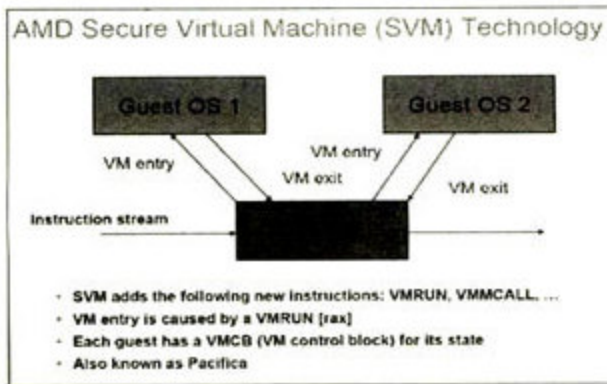 AMD Secure Virtual Machine (SVM) Technology
Guest OS 1
Guest OS 2
VM entry
VM exit
VM entry
VM exit
Instruction stream
• SVM adds the following new instructions: VMRUN, VMMCALL, ...
• VM entry is caused by a VMRUN [rax]
• Each guest has a VMCB (VM control block) for its state
• Also known as Pacifica